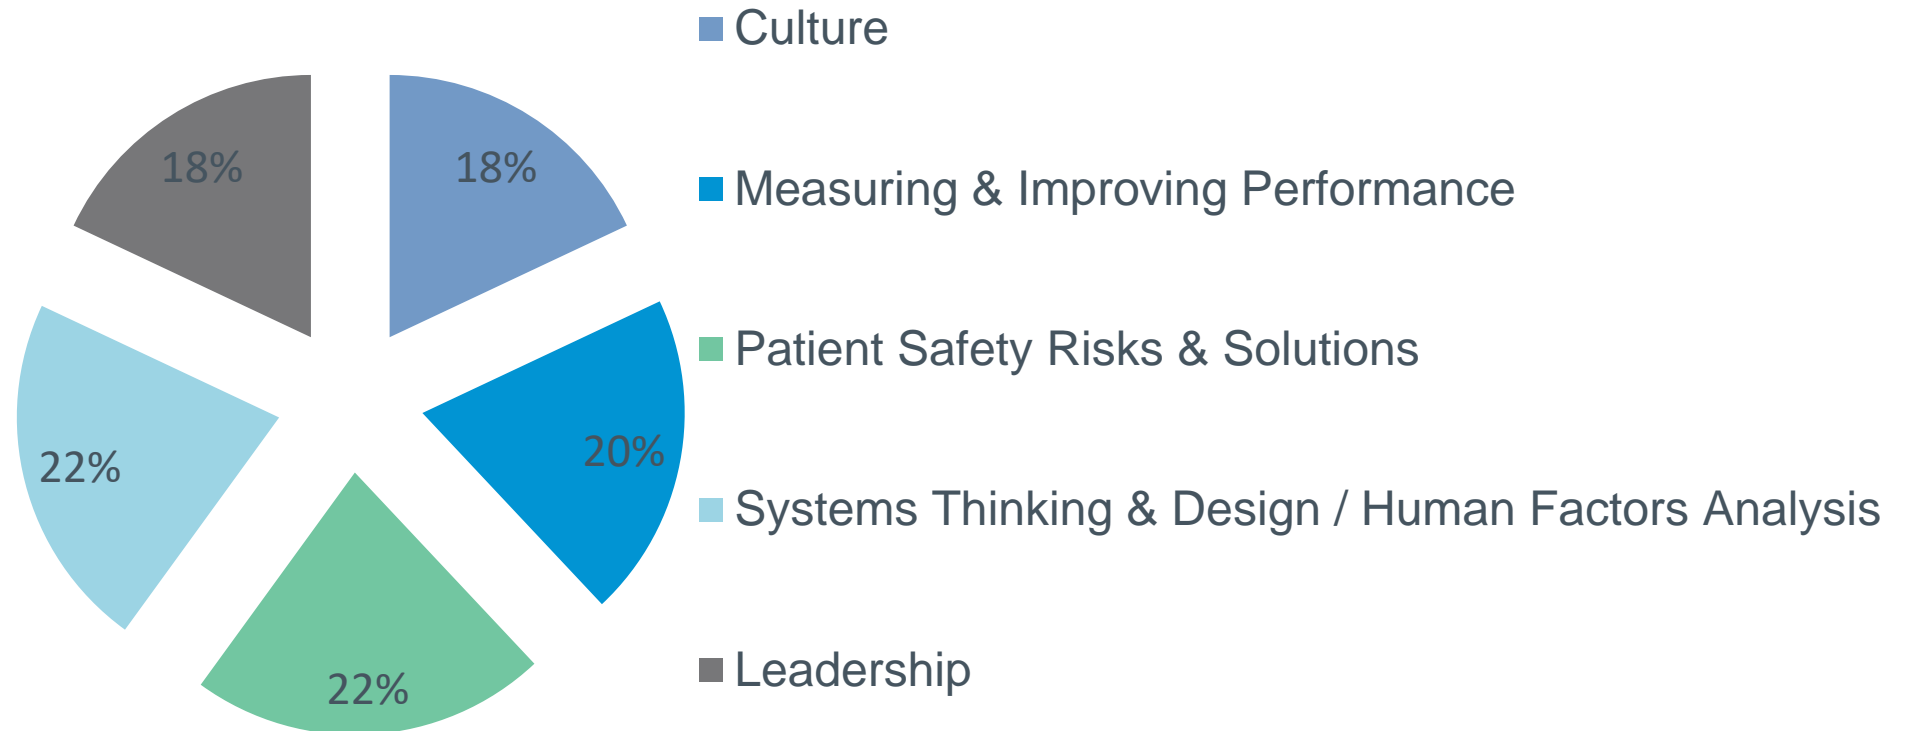 Culture
18%
18%
Measuring & Improving Performance
Patient Safety Risks & Solutions
20%
22%
Systems Thinking & Design / Human Factors Analysis
22%
Leadership